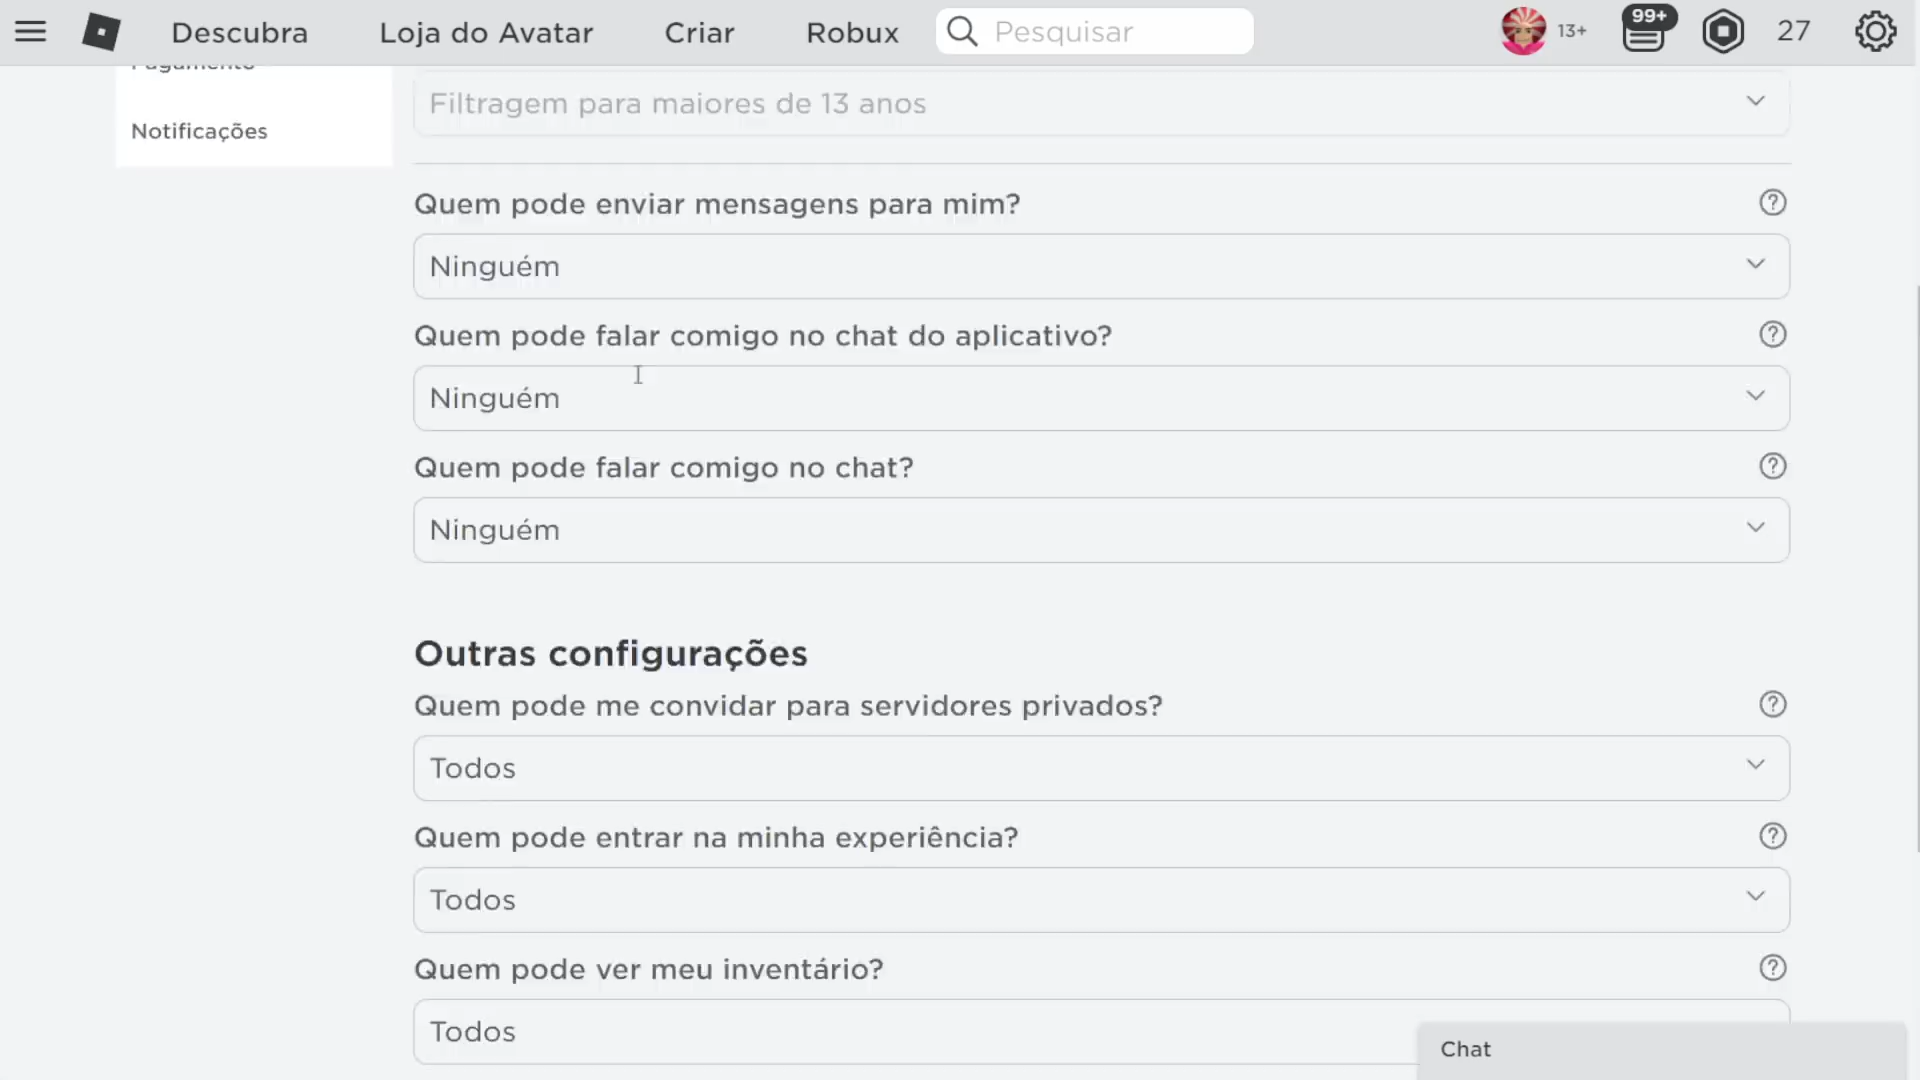 Descubra
Loja do Avatar
Criar
Robux
Pesquisar
13+
99+
27
Pagamento
Notificações
Filtragem para maiores de 13 anos
Quem pode enviar mensagens para mim?
Ninguém
Quem pode falar comigo no chat do aplicativo?
Ninguém
Quem pode falar comigo no chat?
Ninguém
Outras configurações
Quem pode me convidar para servidores privados?
Todos
Quem pode entrar na minha experiência?
Todos
Quem pode ver meu inventário?
Todos
Chat